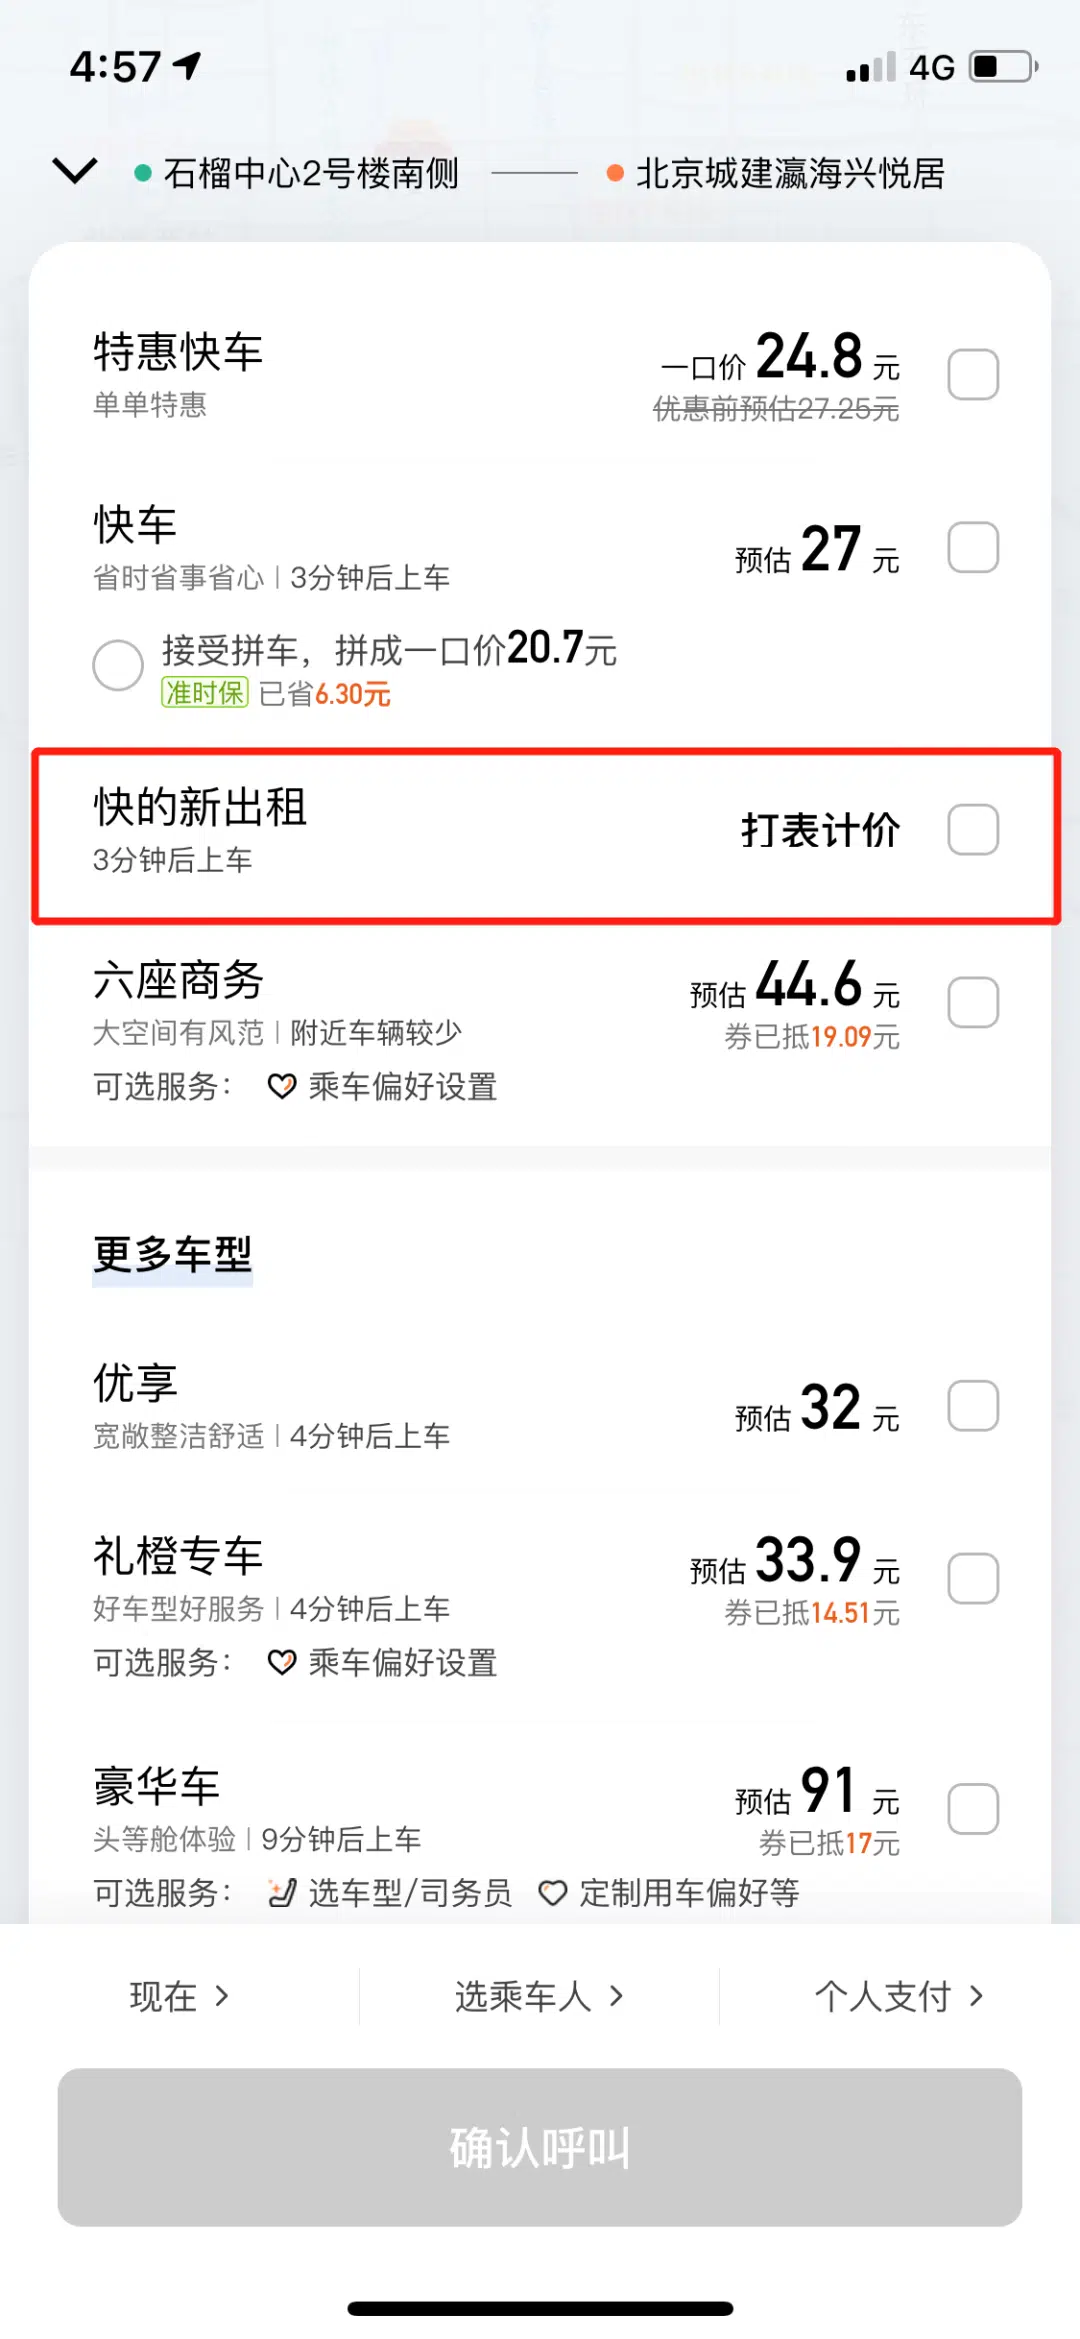 4:57
4G
石榴中心2号楼南侧 北京城建瀛海兴悦居
特惠快车
一口价 24.8 元
单单特惠
优惠前预估27.25元
快车
预估 27 元
省时省事省心 | 3分钟后上车
接受拼车，拼成一口价20.7元
准时保 已省6.30元
快的新出租
打表计价
3分钟后上车
六座商务
预估 44.6 元
大空间有风范 | 附近车辆较少
券已抵19.09元
可选服务： 乘车偏好设置
更多车型
优享
预估 32 元
宽敞整洁舒适 | 4分钟后上车
礼橙专车
预估 33.9 元
好车型好服务 | 4分钟后上车
券已抵14.51元
可选服务： 乘车偏好设置
豪华车
预估 91 元
头等舱体验 | 9分钟后上车
券已抵17元
可选服务： 选车型/司务员 定制用车偏好等
现在 选乘车人 个人支付
确认呼叫